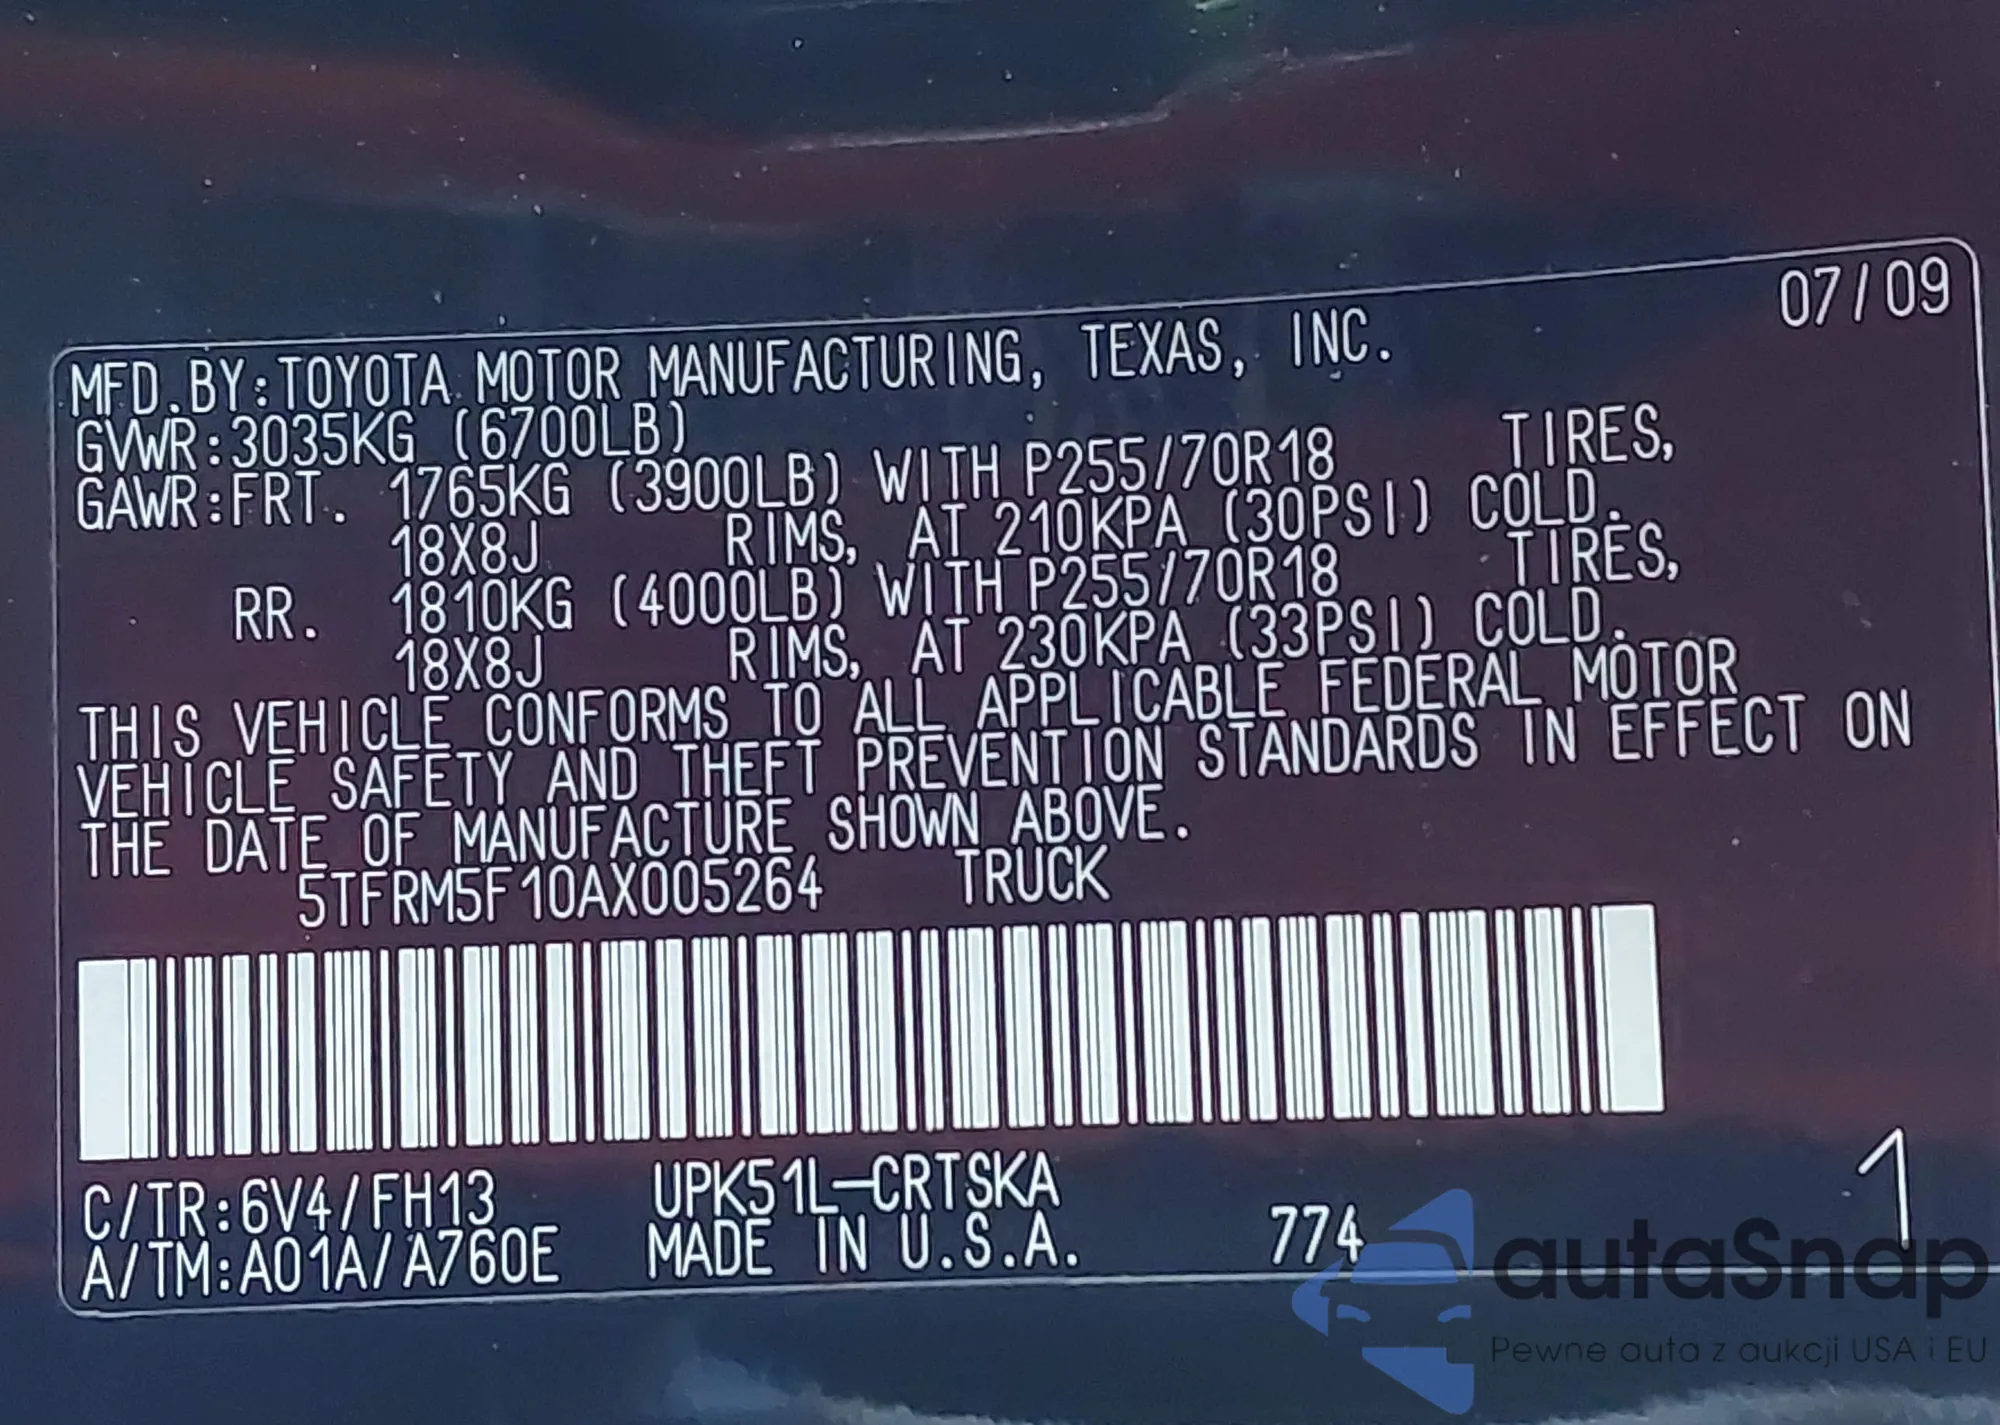 07/09
MFD.BY:TOYOTA MOTOR MANUFACTURING, TEXAS, INC.
GVWR:3035KG (6700LB)
GAWR:FRT. 1765KG (3900LB) WITH P255/70R18 TIRES,
18X8J RIMS, AT 210KPA (30PSI) COLD.
RR. 1810KG (4000LB) WITH P255/70R18 TIRES,
18X8J RIMS, AT 230KPA (33PSI) COLD.
THIS VEHICLE CONFORMS TO ALL APPLICABLE FEDERAL MOTOR
VEHICLE SAFETY AND THEFT PREVENTION STANDARDS IN EFFECT ON
THE DATE OF MANUFACTURE SHOWN ABOVE.
5TFRM5F10AX005264 TRUCK
C/TR:6V4/FH13 UPK51L-CRTSKA
A/TM:A01A/A760E MADE IN U.S.A. 774 1
autaSnap
Pewne auta z aukcji USA i EU